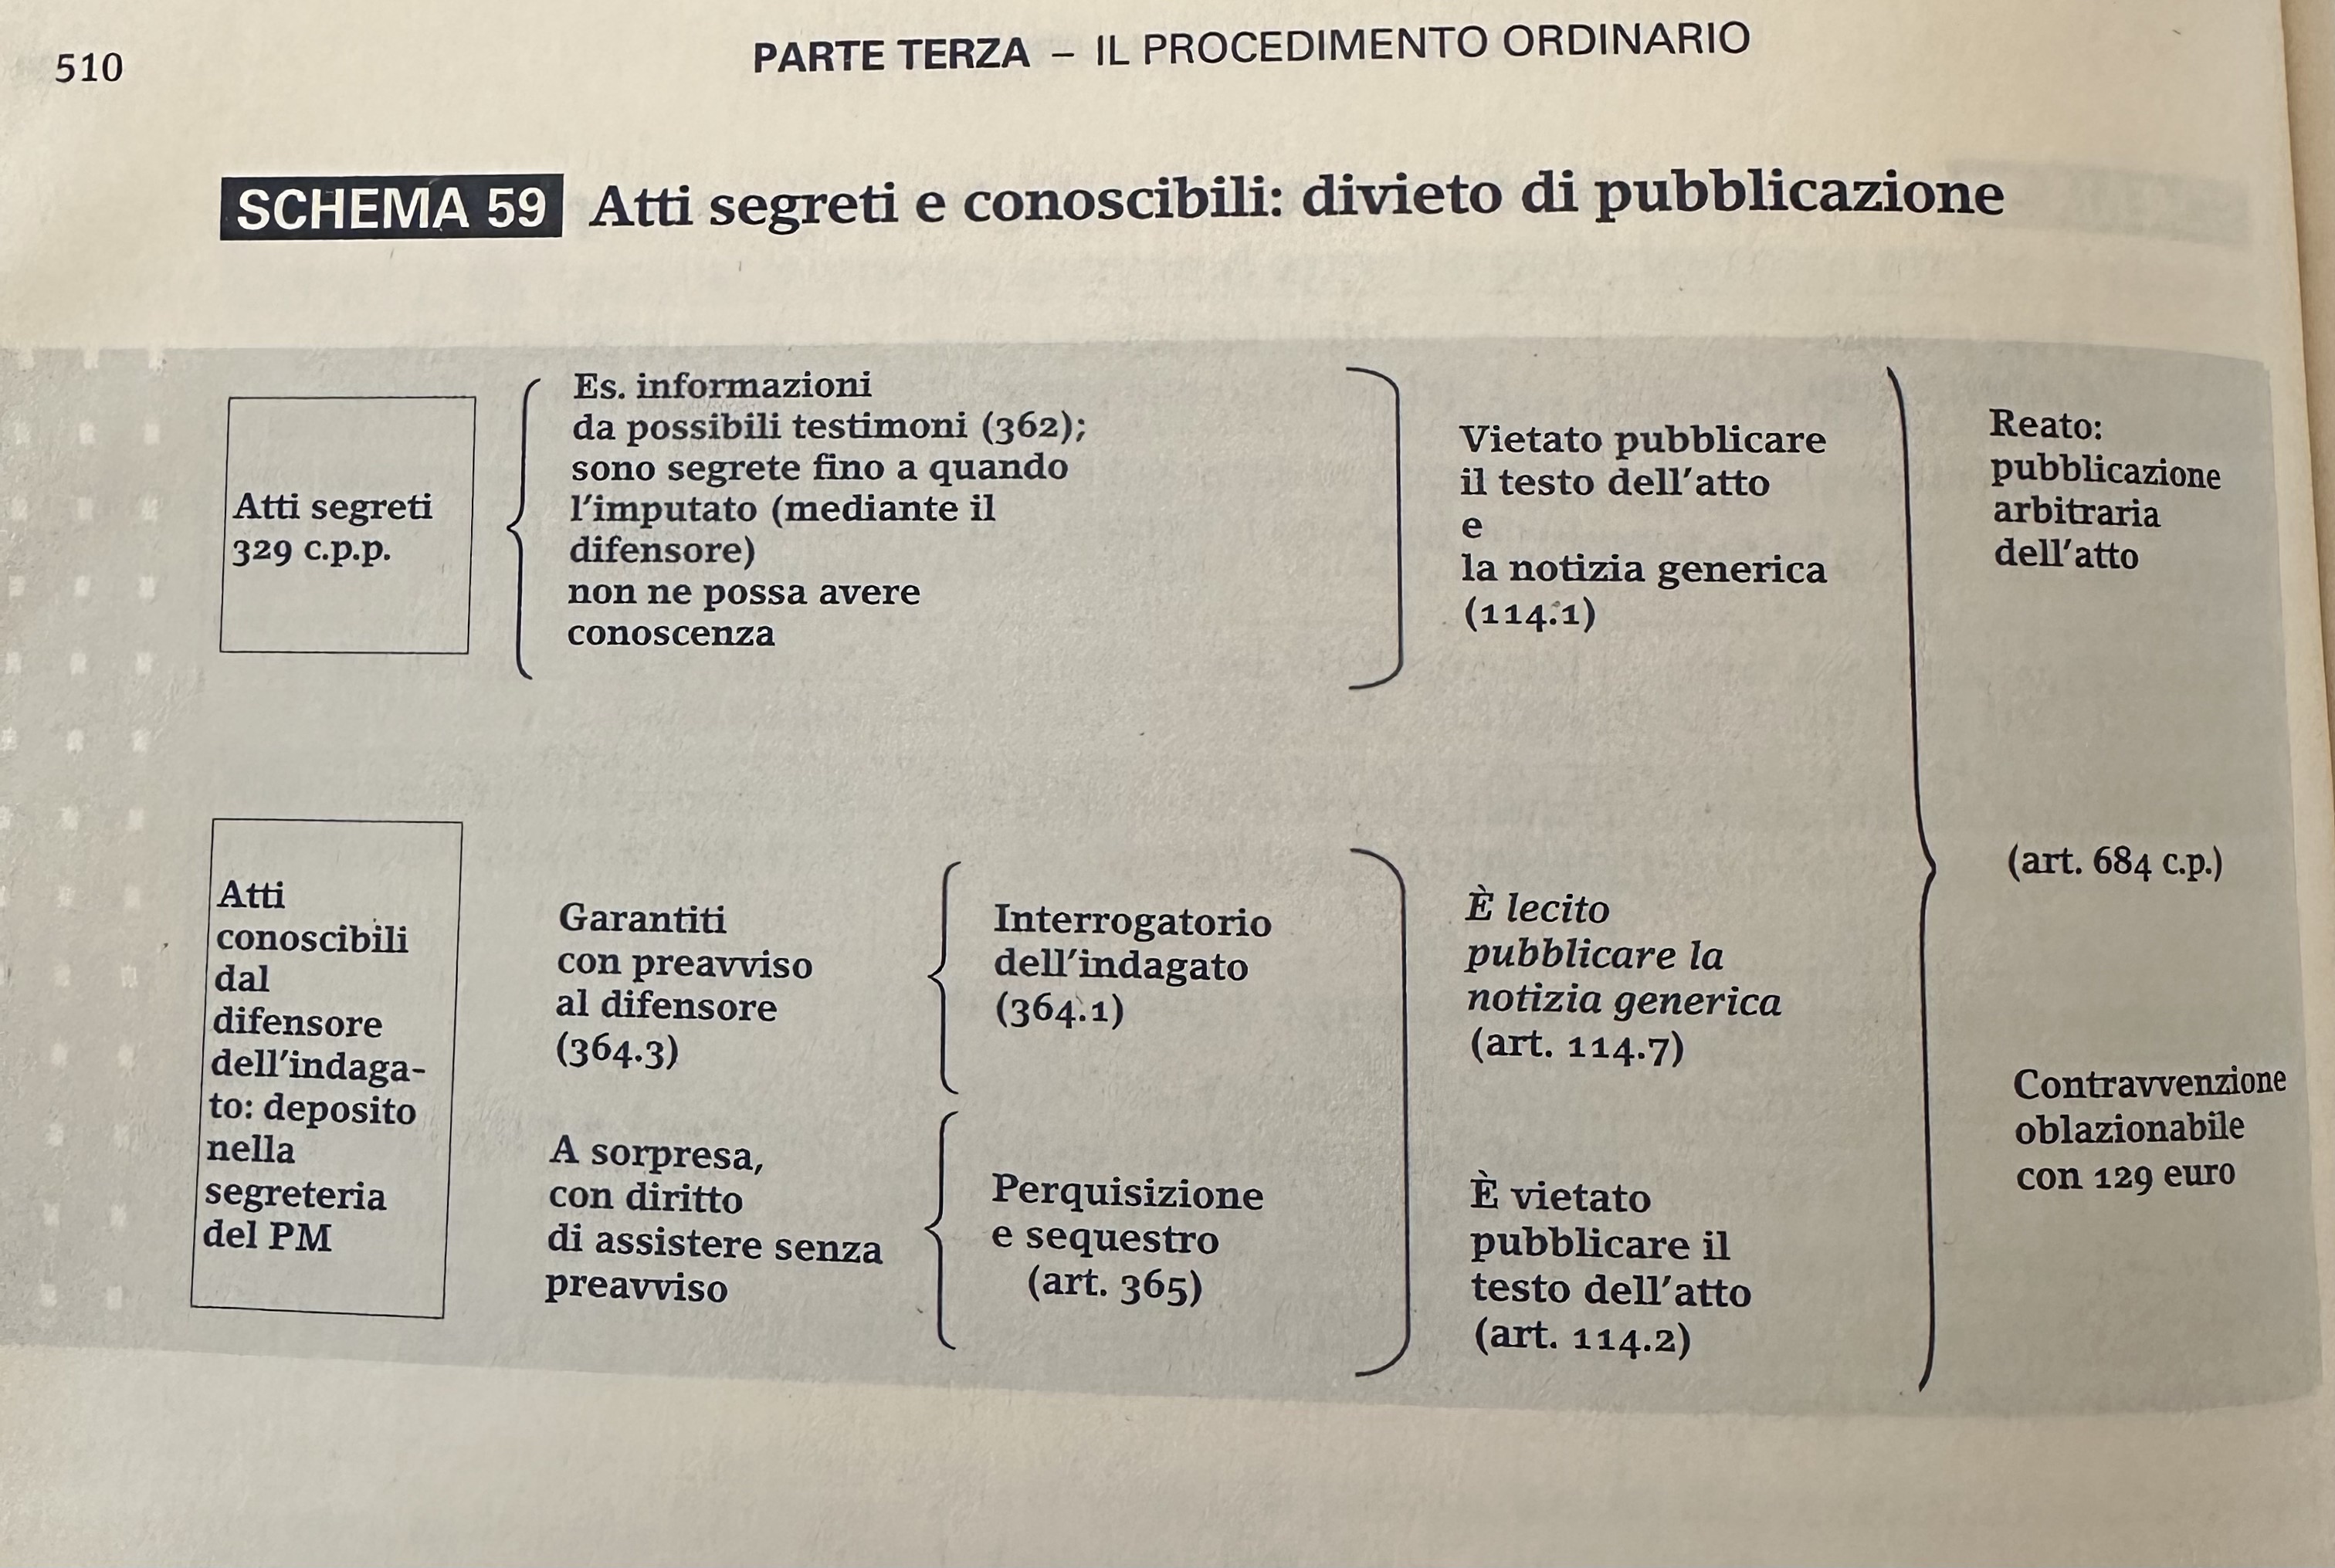 510
PARTE TERZA – IL PROCEDIMENTO ORDINARIO
SCHEMA 59 Atti segreti e conoscibili: divieto di pubblicazione
Atti segreti
329 c.p.p.
Es. informazioni
da possibili testimoni (362);
sono segrete fino a quando
l'imputato (mediante il
difensore)
non ne possa avere
conoscenza
Vietato pubblicare
il testo dell'atto
e
la notizia generica
(114.1)
Reato:
pubblicazione
arbitraria
dell'atto
(art. 684 c.p.)
Contravvenzione
oblazionabile
con 129 euro
Atti
conoscibili
dal
difensore
dell'indaga-
to: deposito
nella
segreteria
del PM
Garantiti
con preavviso
al difensore
(364.3)
Interrogatorio
dell'indagato
(364.1)
A sorpresa,
con diritto
di assistere senza
preavviso
Perquisizione
e sequestro
(art. 365)
È lecito
pubblicare la
notizia generica
(art. 114.7)
È vietato
pubblicare il
testo dell'atto
(art. 114.2)